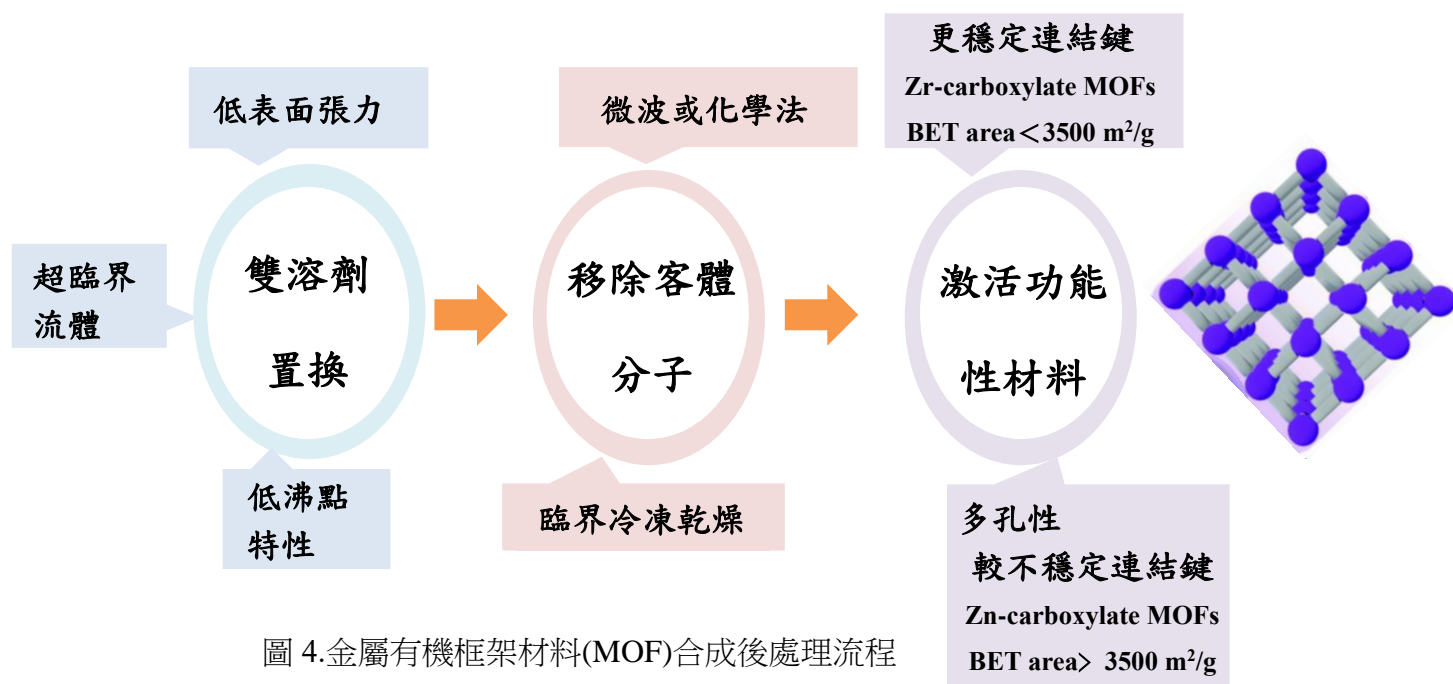 低表面張力
超臨界
流體
雙溶劑
置換
低沸點
特性
微波或化學法
移除客體
分子
臨界冷凍乾燥
更穩定連結鍵
Zr-carboxylate MOFs
BET area＜3500 m²/g
激活功能
性材料
多孔性
較不穩定連結鍵
Zn-carboxylate MOFs
BET area> 3500 m²/g
圖 4.金屬有機框架材料(MOF)合成後處理流程